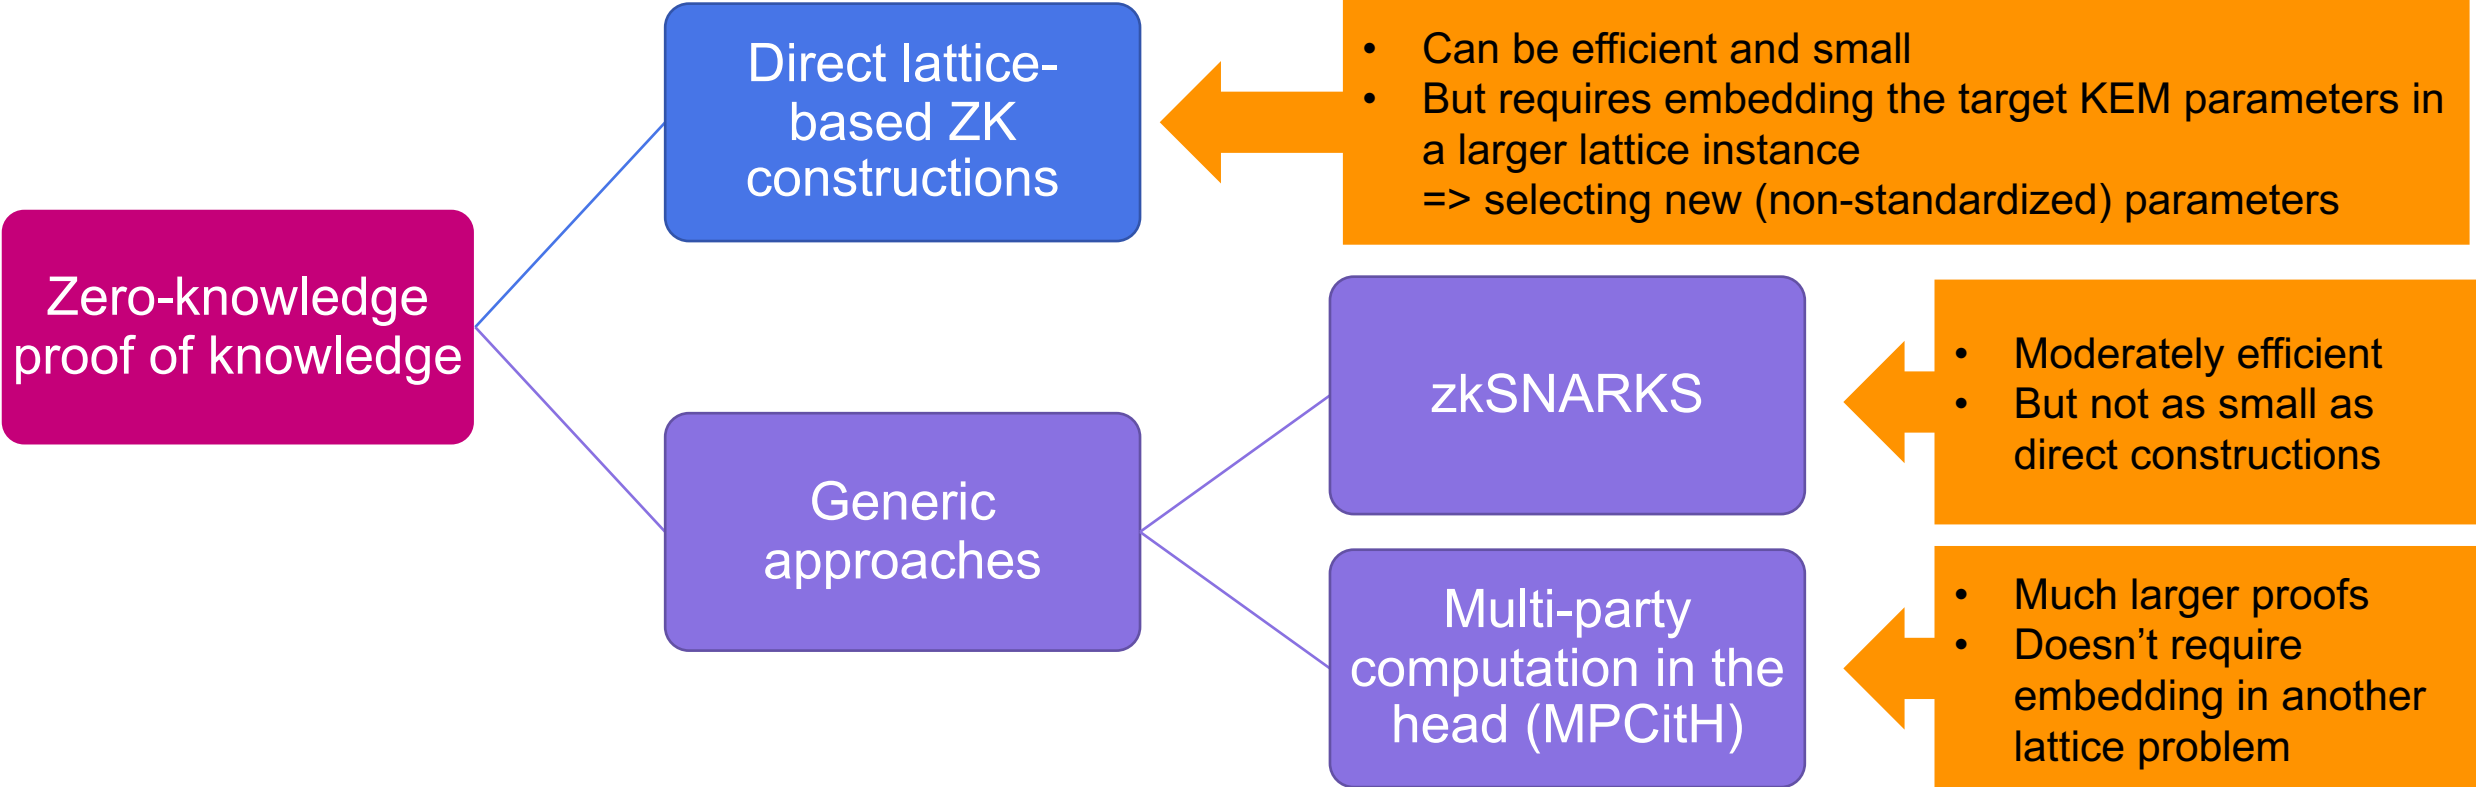 Direct lattice-
based ZK
constructions
• Can be efficient and small
• But requires embedding the target KEM parameters in
a larger lattice instance
=> selecting new (non-standardized) parameters
Zero-knowledge
proof of knowledge
Generic
approaches
zkSNARKS
• Moderately efficient
• But not as small as
direct constructions
Multi-party
computation in the
head (MPCitH)
• Much larger proofs
• Doesn’t require
embedding in another
lattice problem